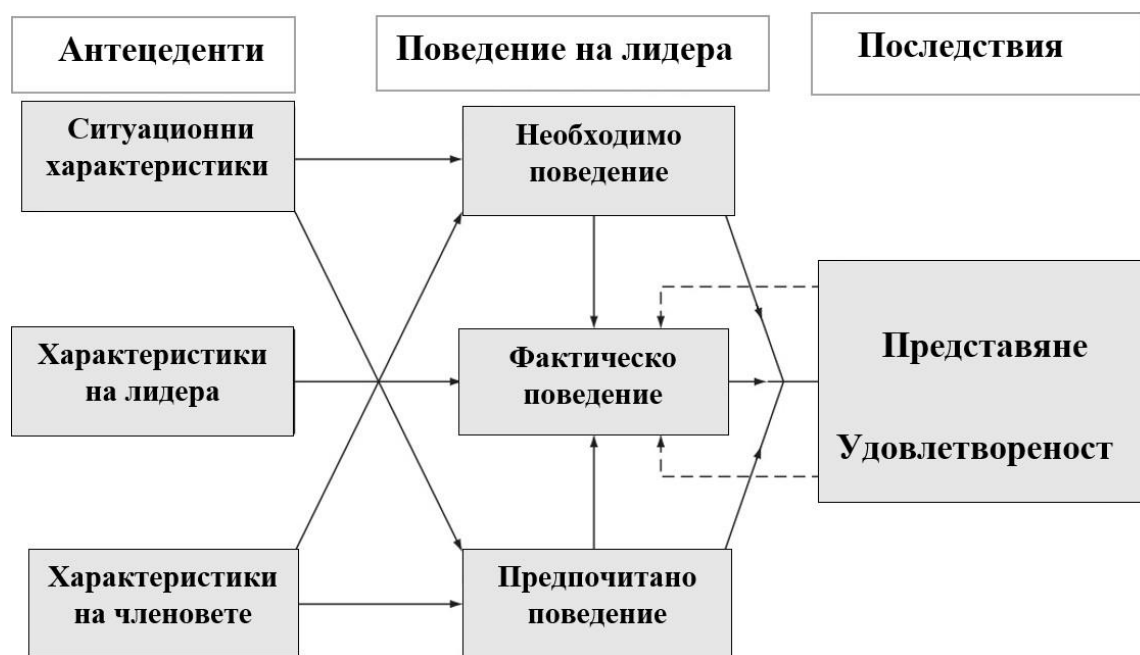 Антецеденти
Поведение на лидера
Последствия
Ситуационни
характеристики
Необходимо
поведение
Характеристики
на лидера
Фактическо
поведение
Представяне
Удовлетвореност
Характеристики
на членовете
Предпочитано
поведение